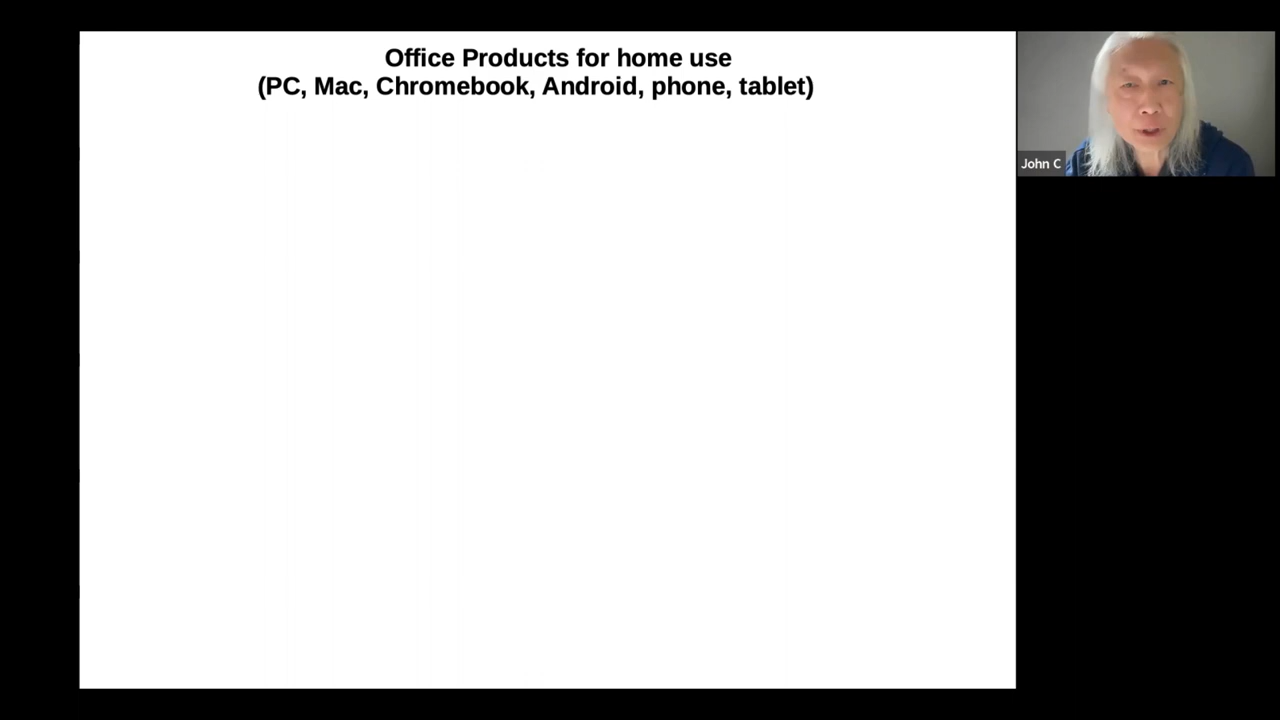 Office Products for home use
(PC, Mac, Chromebook, Android, phone, tablet)
John C